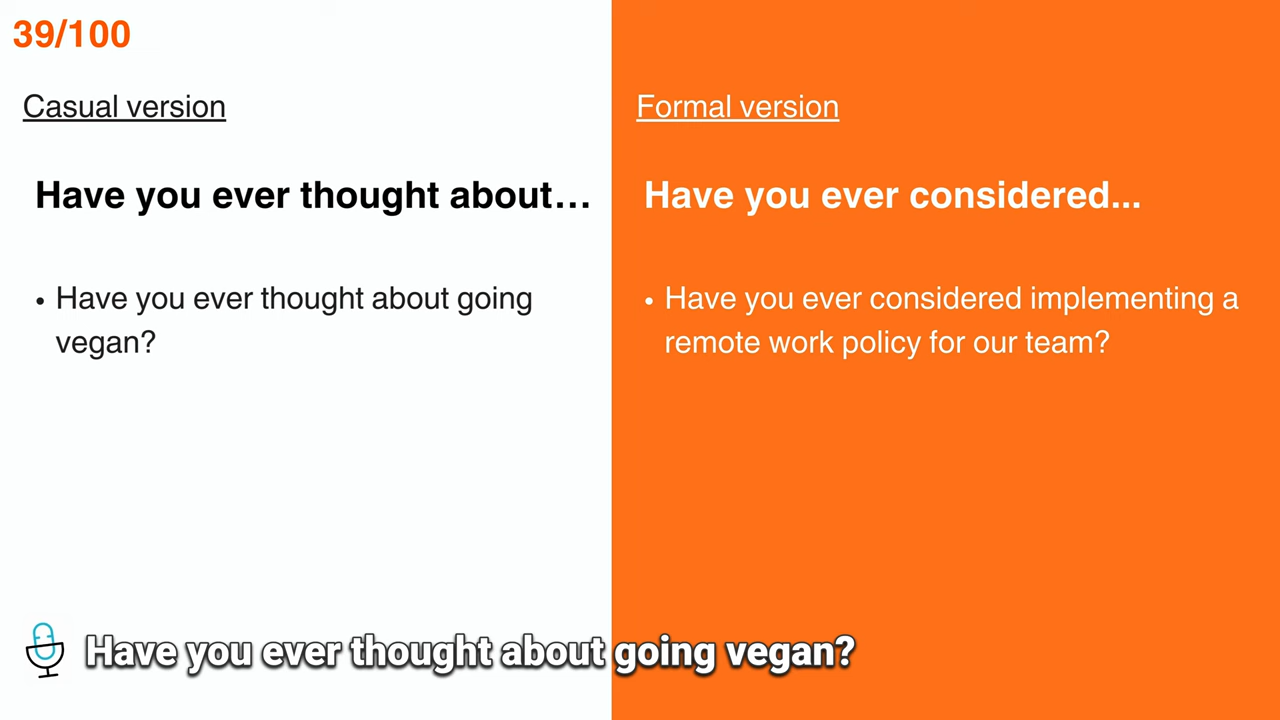 39/100
Casual version
Have you ever thought about…
• Have you ever thought about going
vegan?
Formal version
Have you ever considered...
• Have you ever considered implementing a
remote work policy for our team?
Have you ever thought about going vegan?